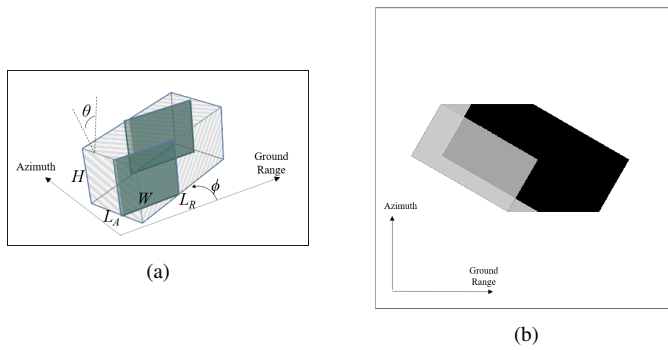 θ
Azimuth
H
W
L_A
L_R
ϕ
Ground
Range
(a)
Azimuth
Ground
Range
(b)